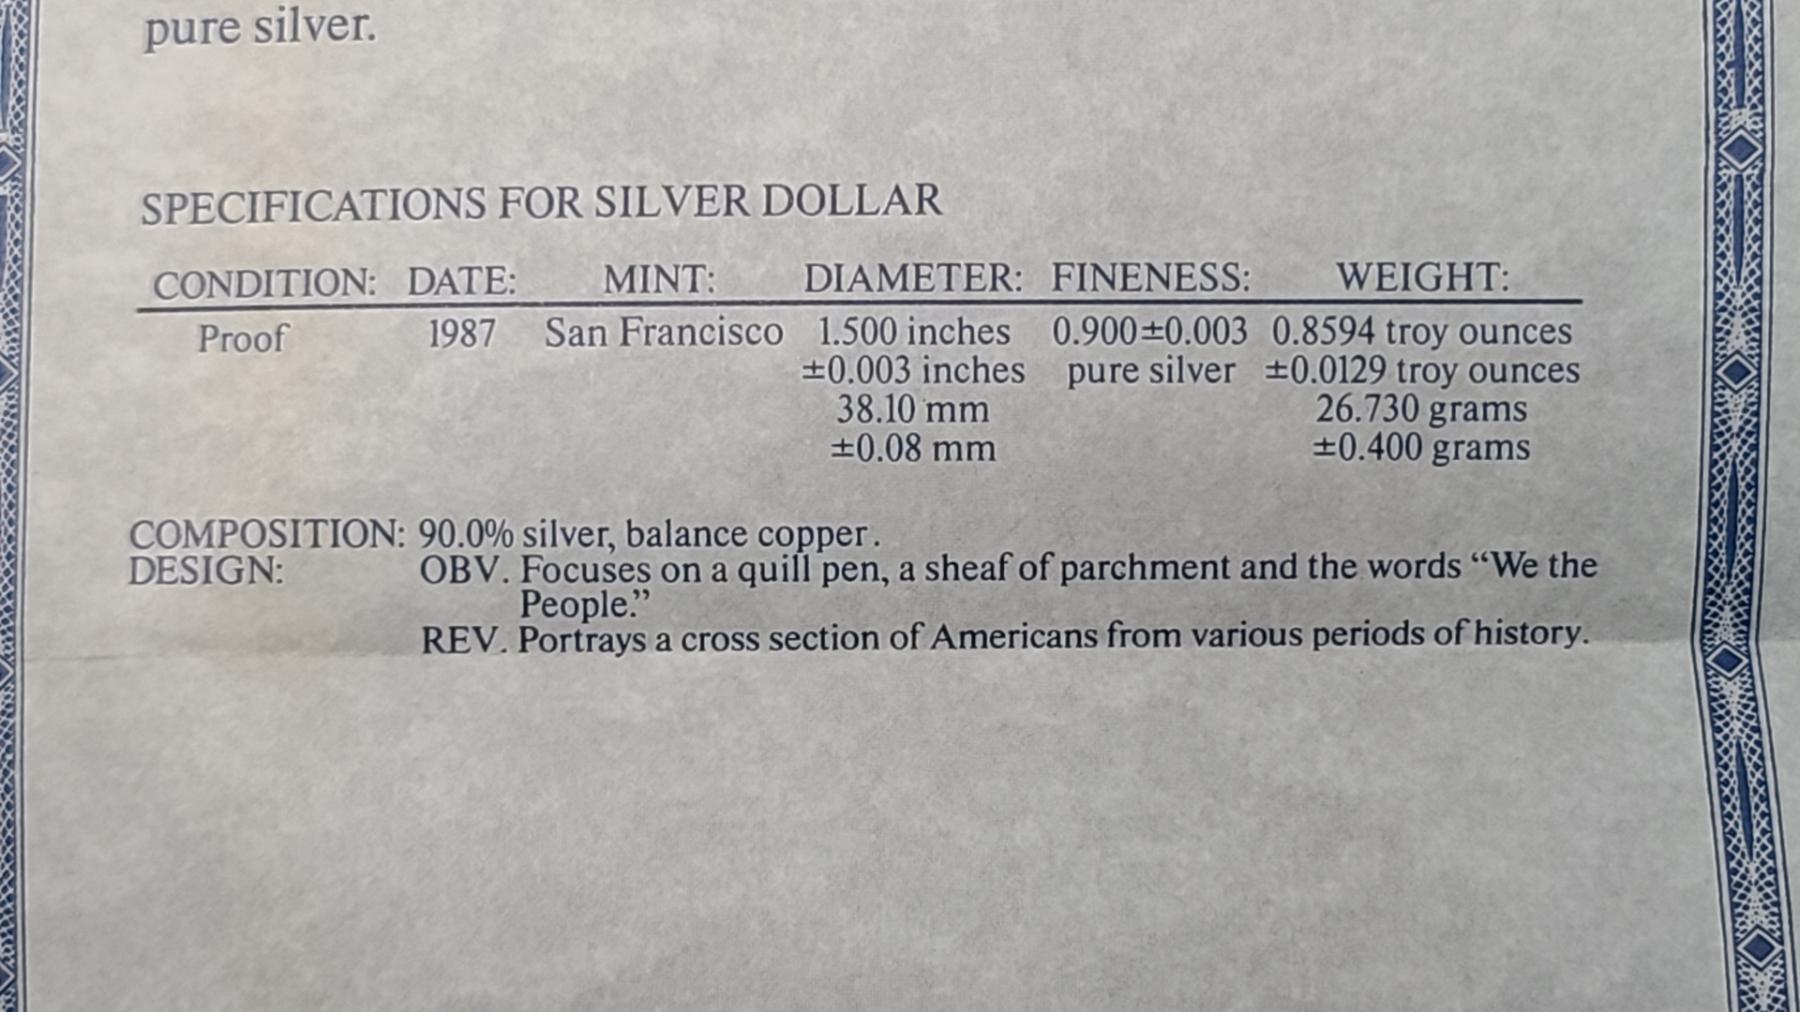 pure silver.
SPECIFICATIONS FOR SILVER DOLLAR
CONDITION: DATE: MINT: DIAMETER: FINENESS: WEIGHT:
Proof 1987 San Francisco 1.500 inches 0.900±0.003 0.8594 troy ounces
±0.003 inches pure silver ±0.0129 troy ounces
38.10 mm 26.730 grams
±0.08 mm ±0.400 grams
COMPOSITION: 90.0% silver, balance copper.
DESIGN: OBV. Focuses on a quill pen, a sheaf of parchment and the words “We the
People.”
REV. Portrays a cross section of Americans from various periods of history.